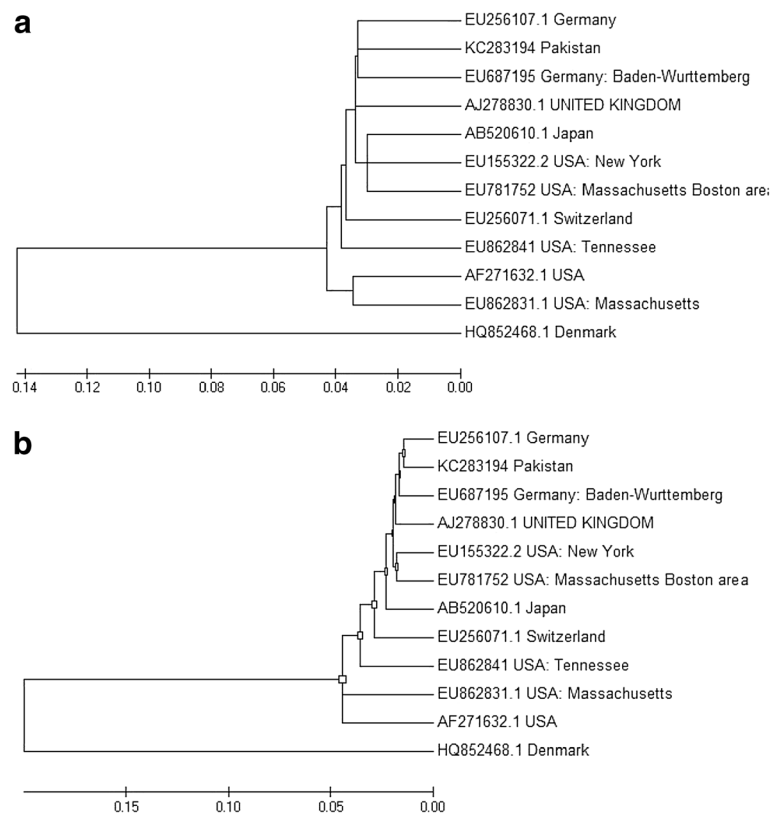 a
EU256107.1 Germany
KC283194 Pakistan
EU687195 Germany: Baden-Wurttemberg
AJ278830.1 UNITED KINGDOM
AB520610.1 Japan
EU155322.2 USA: New York
EU781752 USA: Massachusetts Boston area
EU256071.1 Switzerland
EU862841 USA: Tennessee
AF271632.1 USA
EU862831.1 USA: Massachusetts
HQ852468.1 Denmark
0.14 0.12 0.10 0.08 0.06 0.04 0.02 0.00
b
EU256107.1 Germany
KC283194 Pakistan
EU687195 Germany: Baden-Wurttemberg
AJ278830.1 UNITED KINGDOM
EU155322.2 USA: New York
EU781752 USA: Massachusetts Boston area
AB520610.1 Japan
EU256071.1 Switzerland
EU862841 USA: Tennessee
EU862831.1 USA: Massachusetts
AF271632.1 USA
HQ852468.1 Denmark
0.15 0.10 0.05 0.00